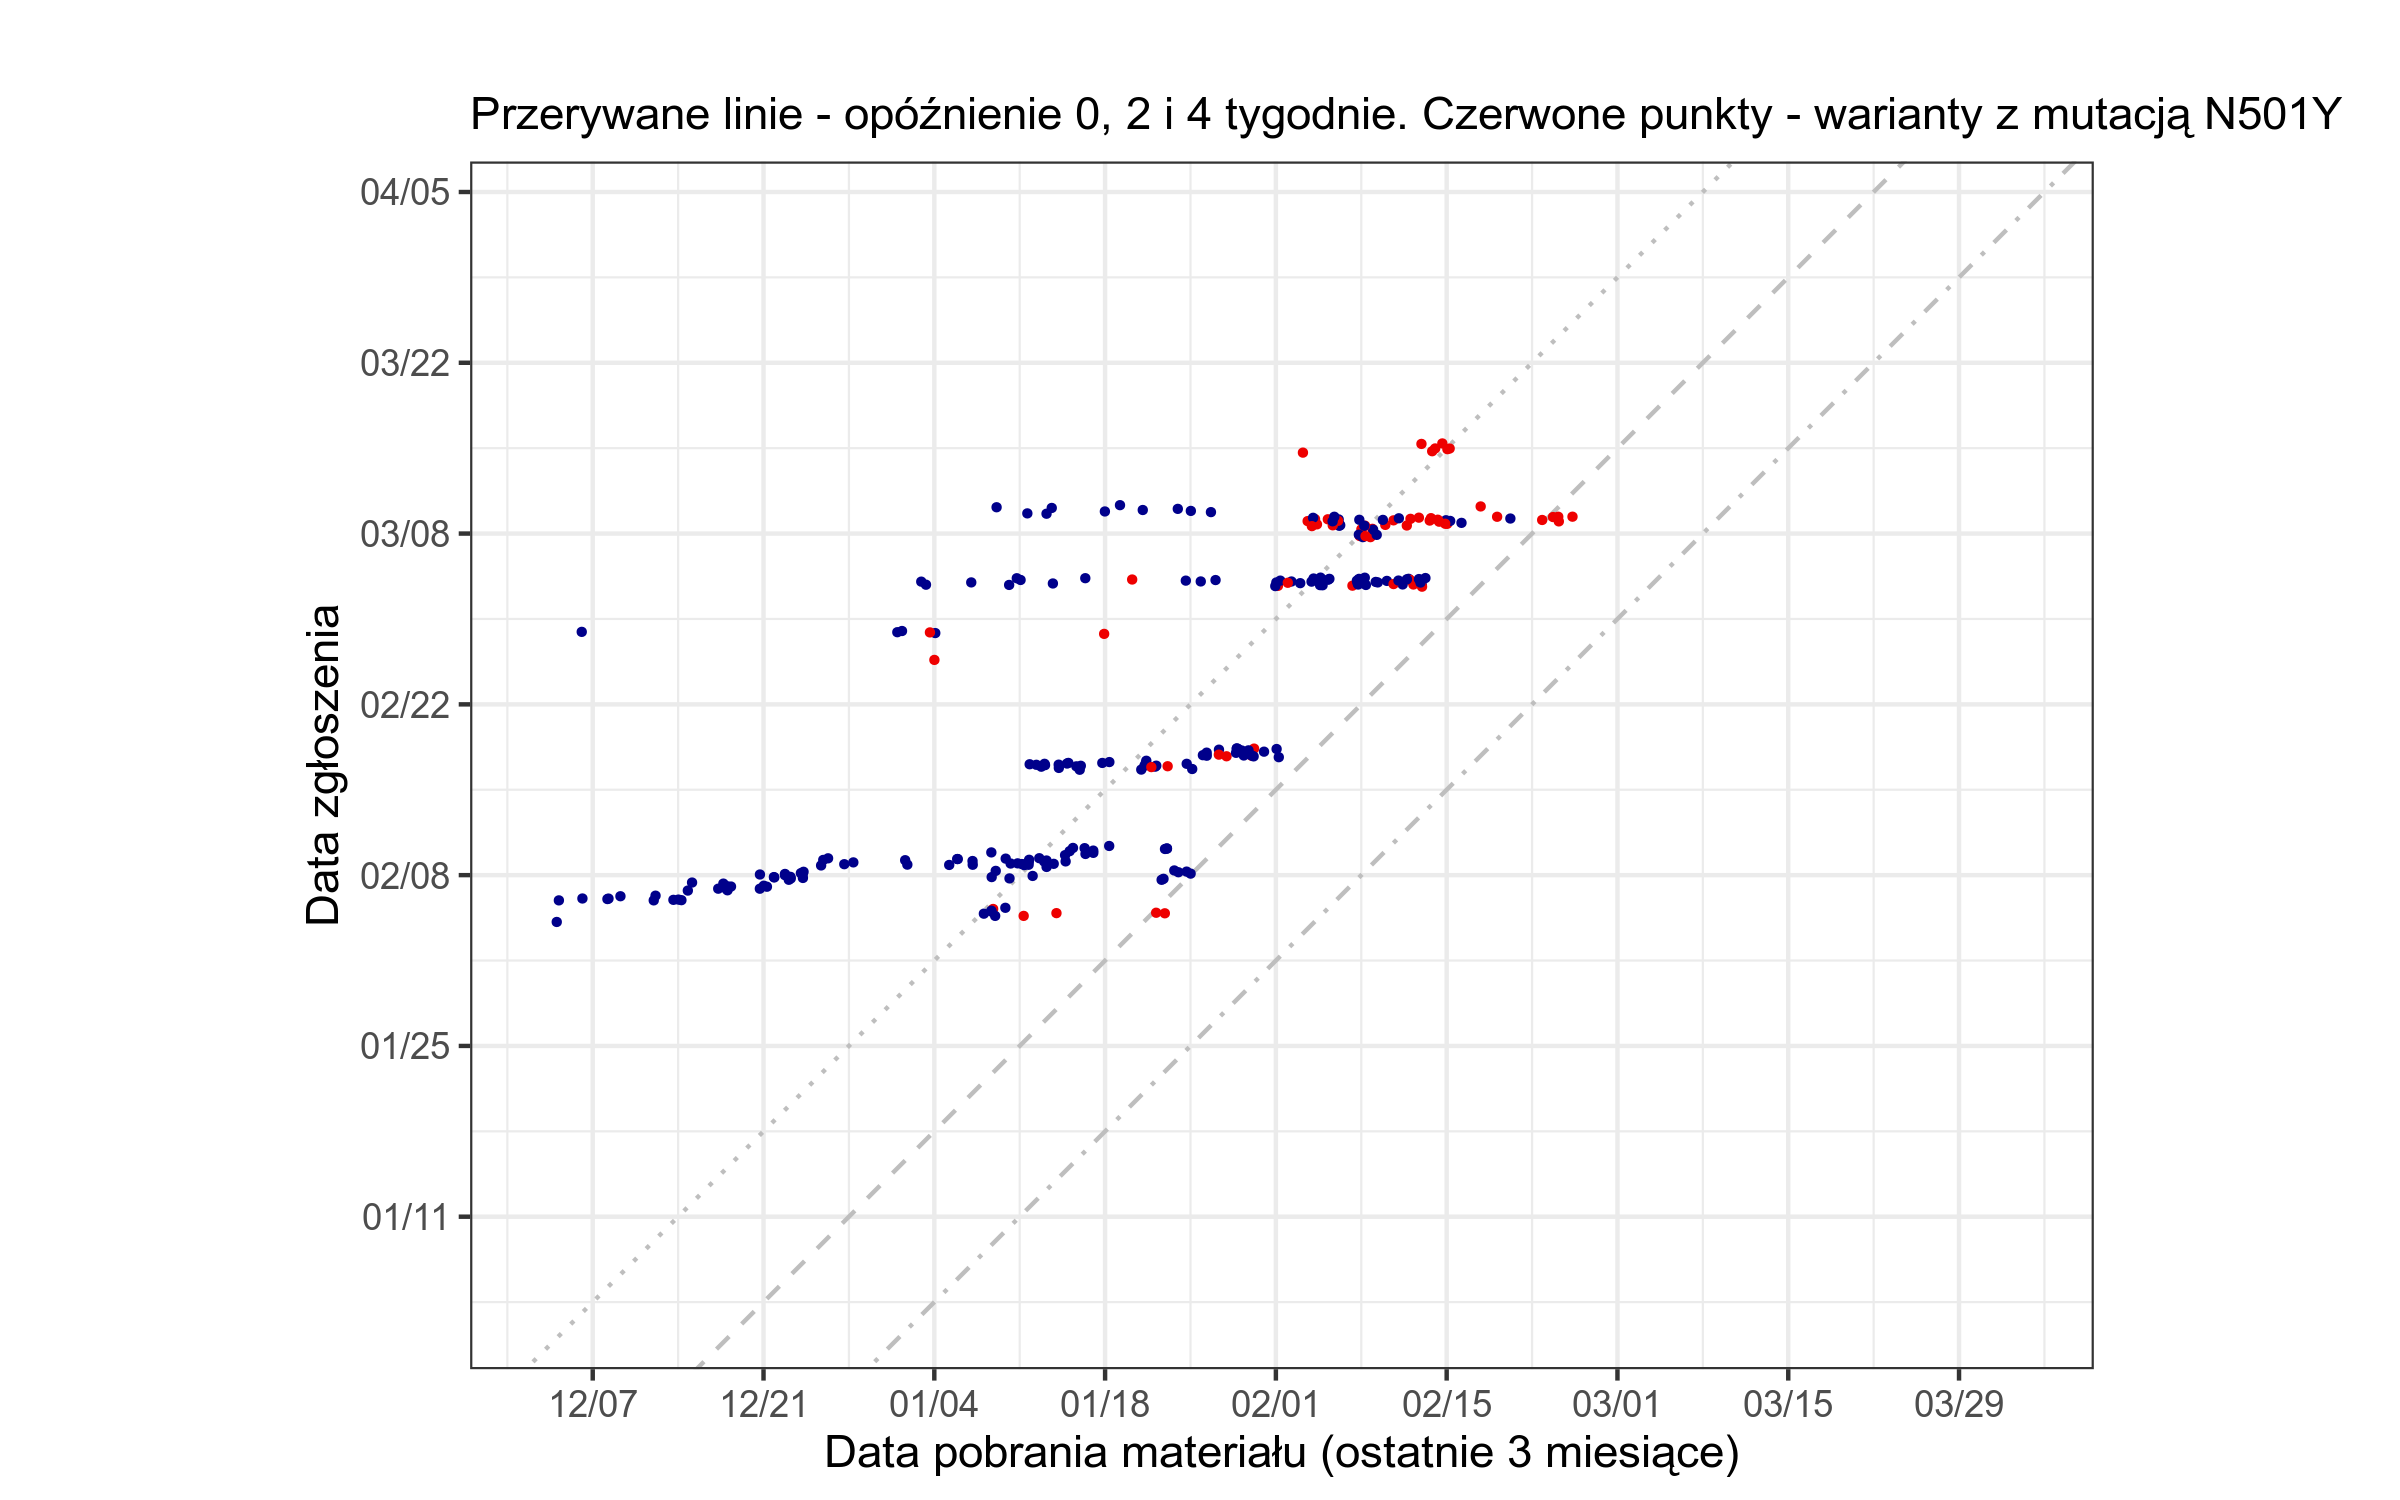 Przerywane linie - opóźnienie 0, 2 i 4 tygodnie. Czerwone punkty - warianty z mutacją N501Y
04/05
03/22
03/08
02/22
02/08
01/25
01/11
Data zgłoszenia
12/07 12/21 01/04 01/18 02/01 02/15 03/01 03/15 03/29
Data pobrania materiału (ostatnie 3 miesiące)